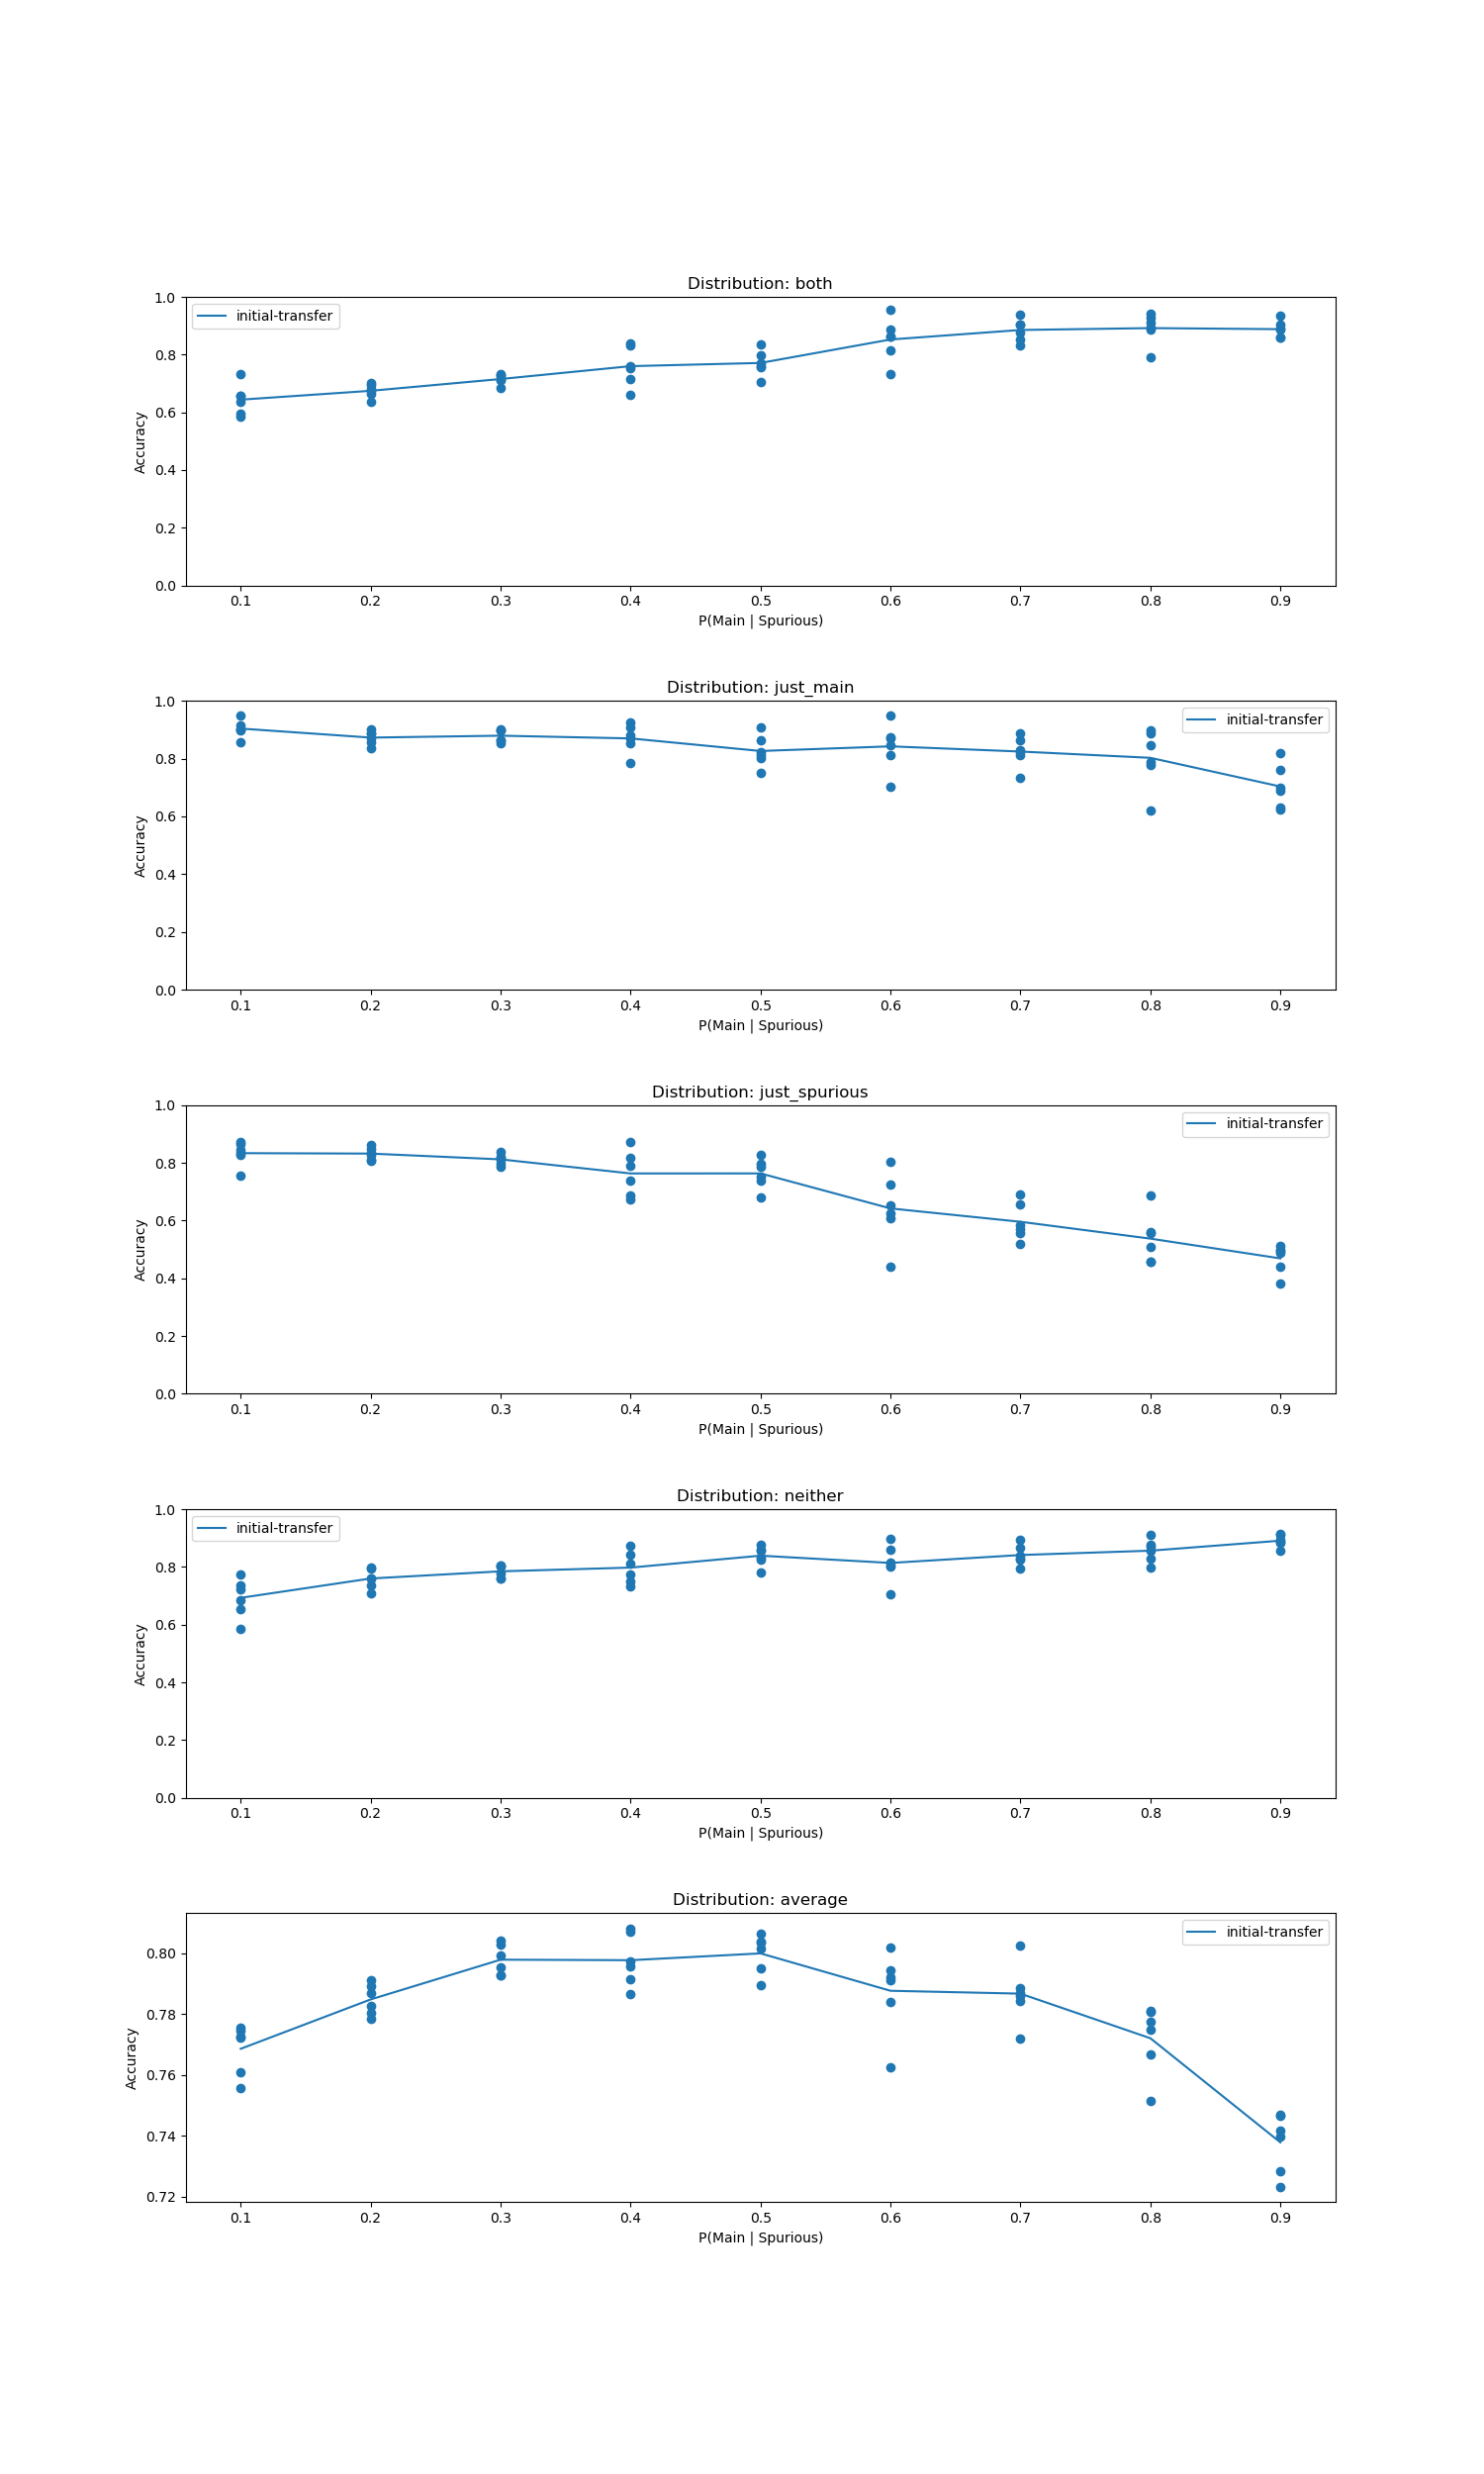 Distribution: both
1.0
initial-transfer
0.8
0.6
Accuracy
0.4
0.2
0.0
0.1 0.2 0.3 0.4 0.5 0.6 0.7 0.8 0.9
P(Main | Spurious)
Distribution: just_main
1.0
initial-transfer
0.8
0.6
Accuracy
0.4
0.2
0.0
0.1 0.2 0.3 0.4 0.5 0.6 0.7 0.8 0.9
P(Main | Spurious)
Distribution: just_spurious
1.0
initial-transfer
0.8
0.6
Accuracy
0.4
0.2
0.0
0.1 0.2 0.3 0.4 0.5 0.6 0.7 0.8 0.9
P(Main | Spurious)
Distribution: neither
1.0
initial-transfer
0.8
0.6
Accuracy
0.4
0.2
0.0
0.1 0.2 0.3 0.4 0.5 0.6 0.7 0.8 0.9
P(Main | Spurious)
Distribution: average
initial-transfer
0.80
0.78
Accuracy
0.76
0.74
0.72
0.1 0.2 0.3 0.4 0.5 0.6 0.7 0.8 0.9
P(Main | Spurious)